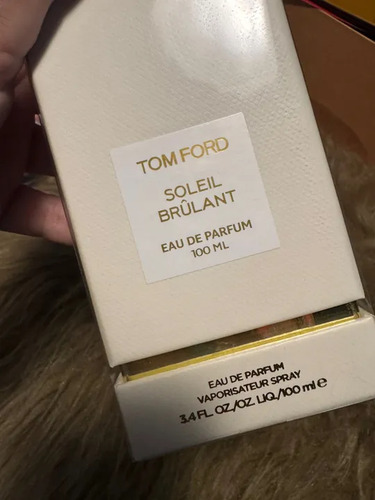 TOM FORD
SOLEIL
BRÛLANT
EAU DE PARFUM
100 ML
EAU DE PARFUM
VAPORISATEUR SPRAY
3.4 FL. OZ./OZ. LIQ./100 ml ℮